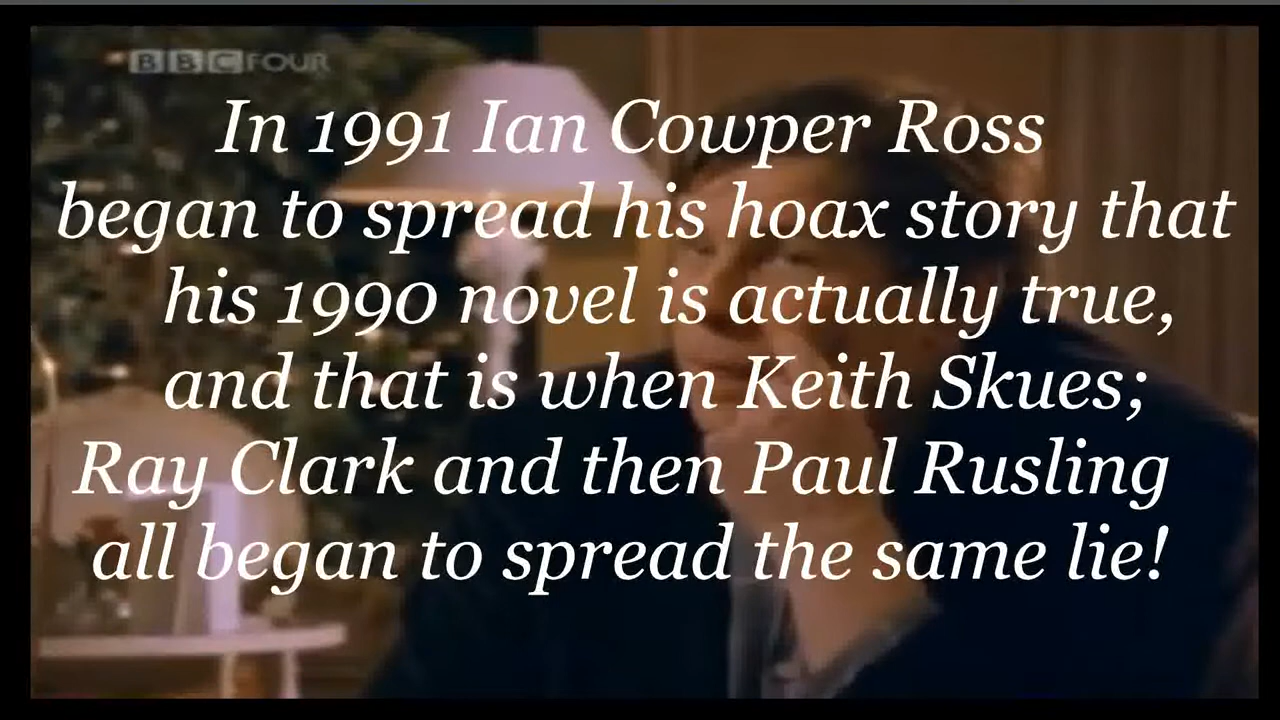 BBC FOUR
In 1991 Ian Cowper Ross
began to spread his hoax story that
his 1990 novel is actually true,
and that is when Keith Skues;
Ray Clark and then Paul Rusling
all began to spread the same lie!